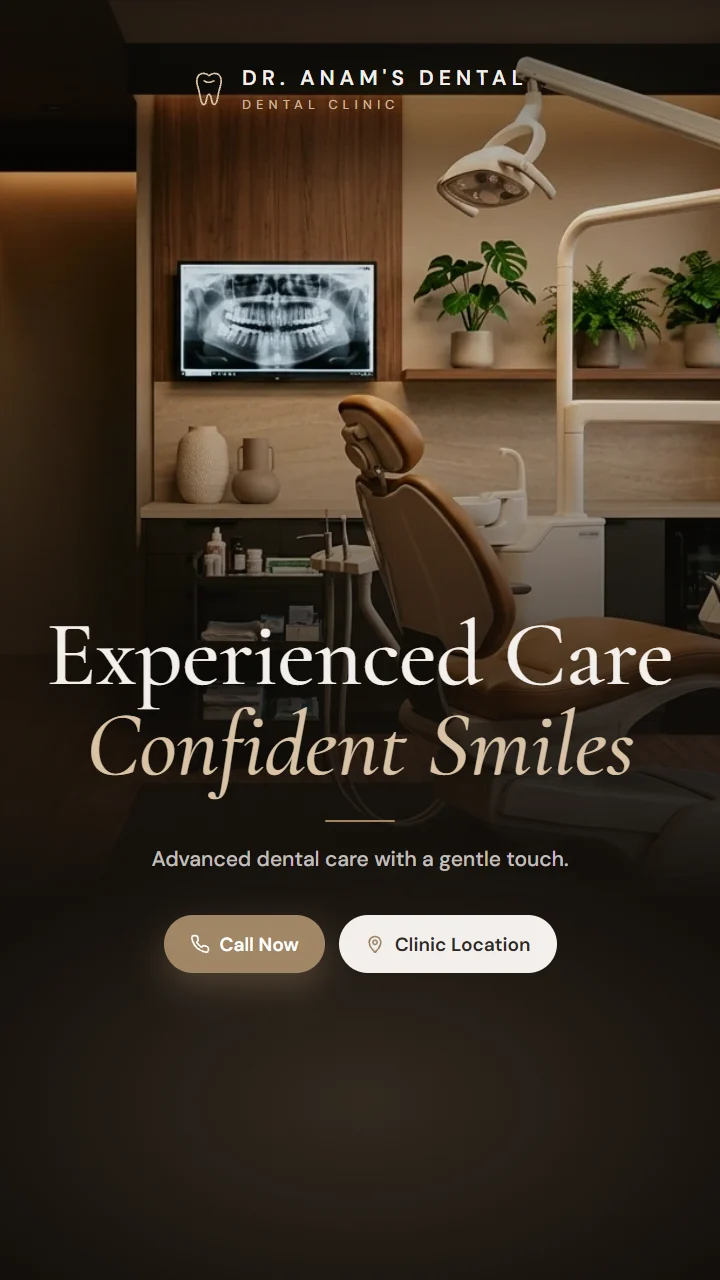 DR. ANAM'S DENTAL
DENTAL CLINIC
Experienced Care
Confident Smiles
Advanced dental care with a gentle touch.
Call Now
Clinic Location